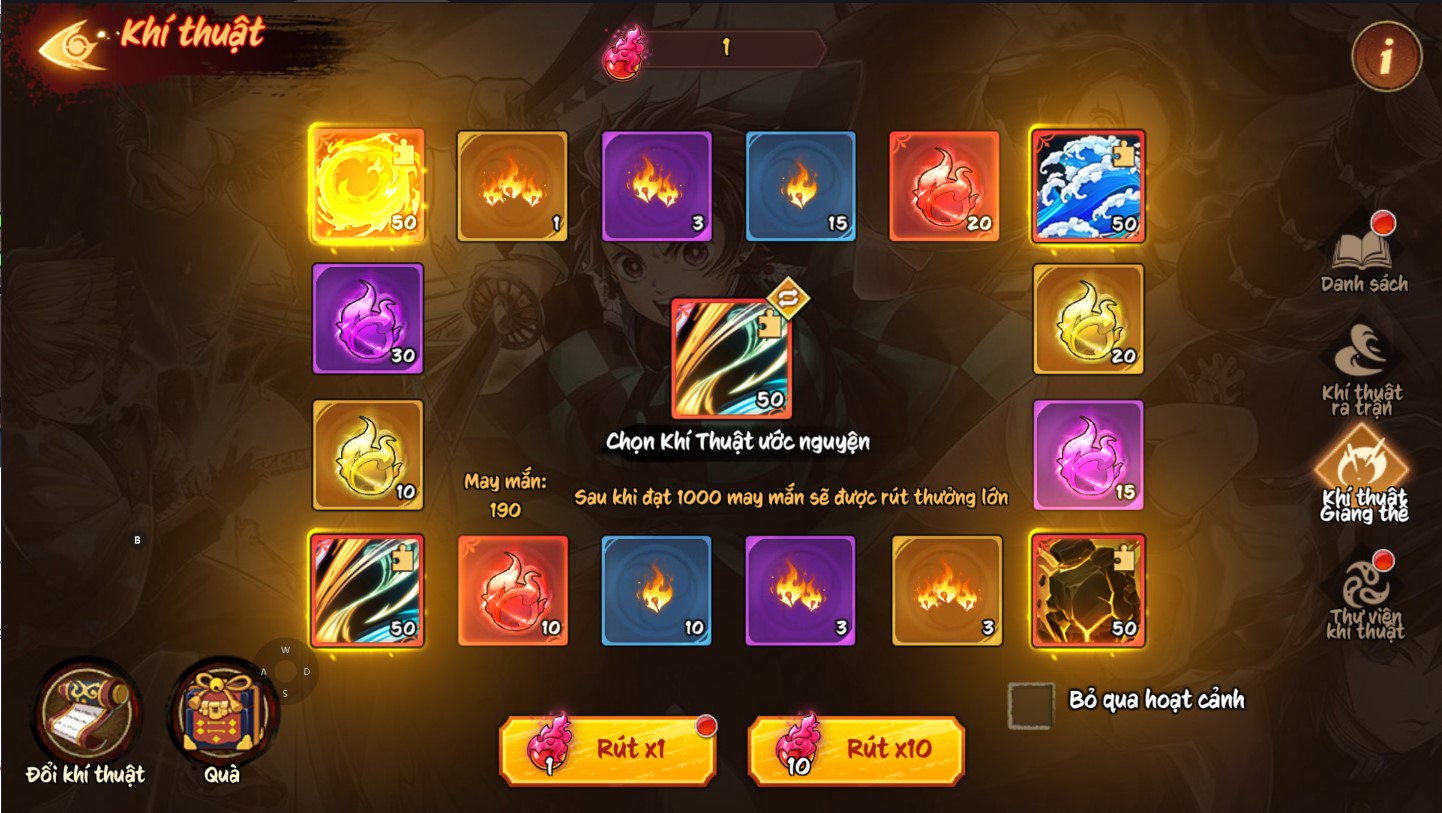 Khí thuật
1
i
50
1
3
15
20
50
30
20
50
Chọn Khí Thuật ước nguyện
10
15
May mắn:
190
Sau khi đạt 1000 may mắn sẽ được rút thưởng lớn
50
10
10
3
3
50
Danh sách
Khí thuật
ra trận
Khí thuật
Giáng thế
Thư viện
khí thuật
B
W
A
D
S
Đổi khí thuật
Quà
1
Rút x1
10
Rút x10
Bỏ qua hoạt cảnh